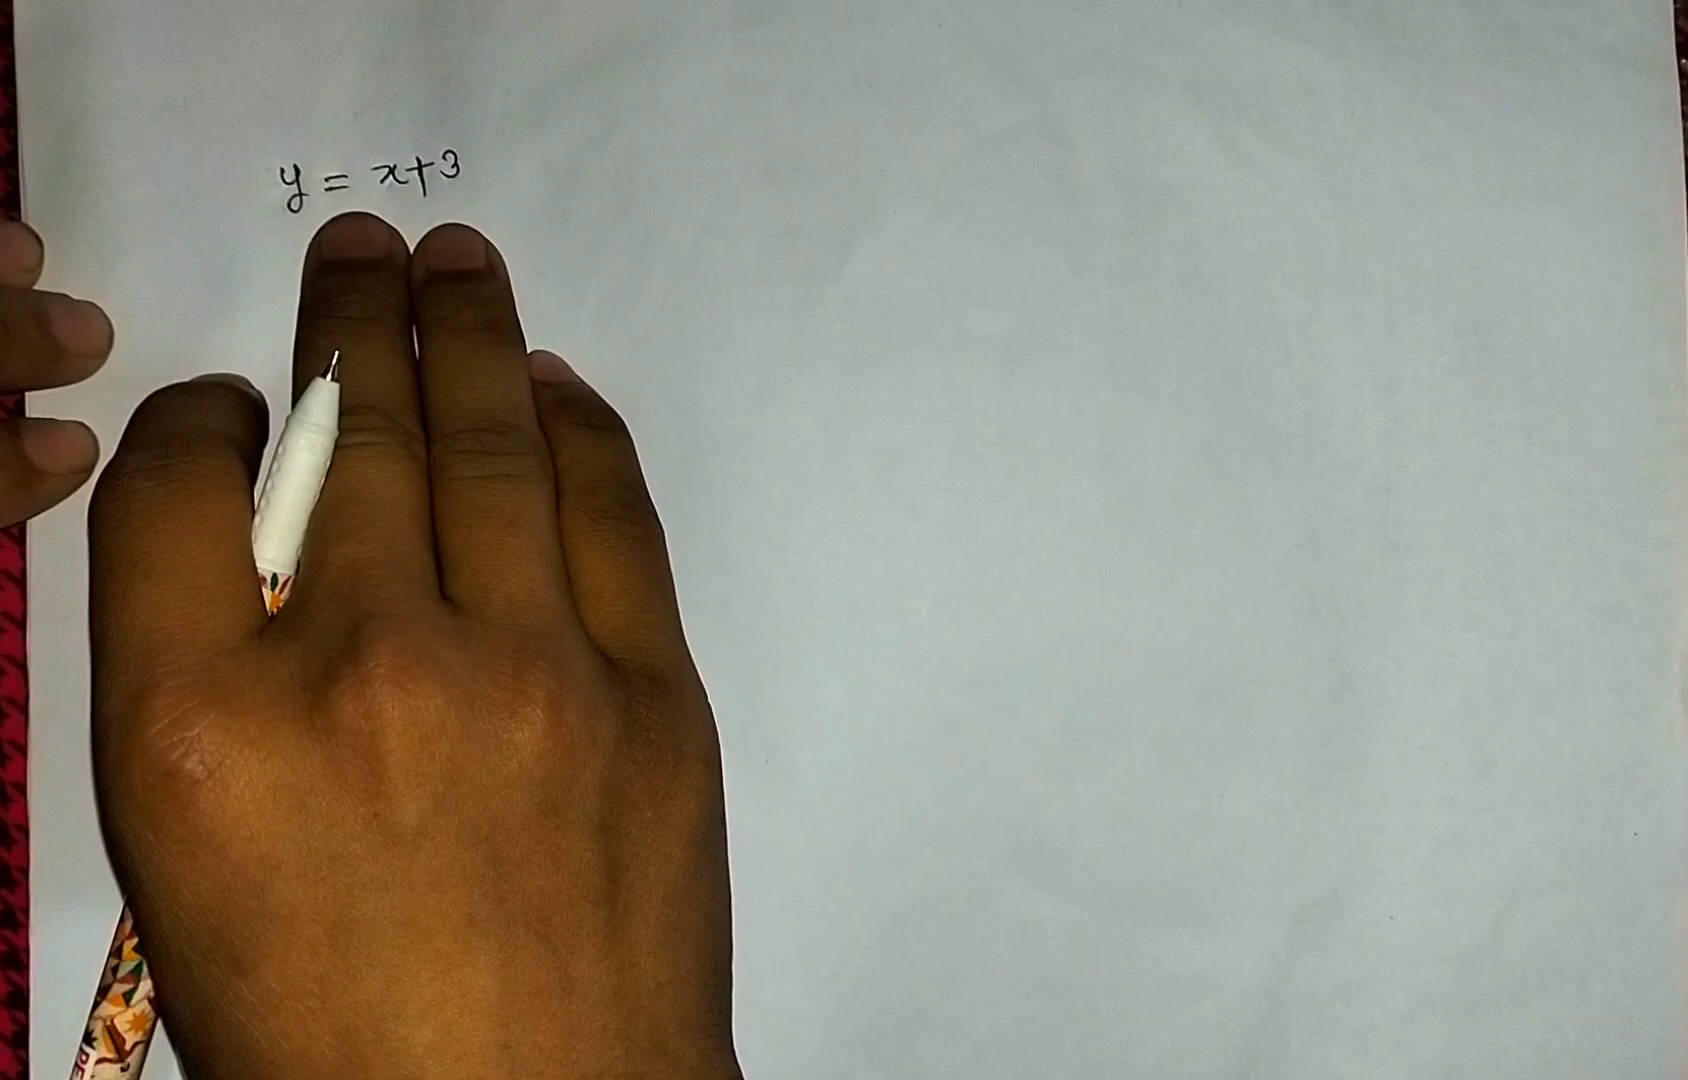 y = x+3